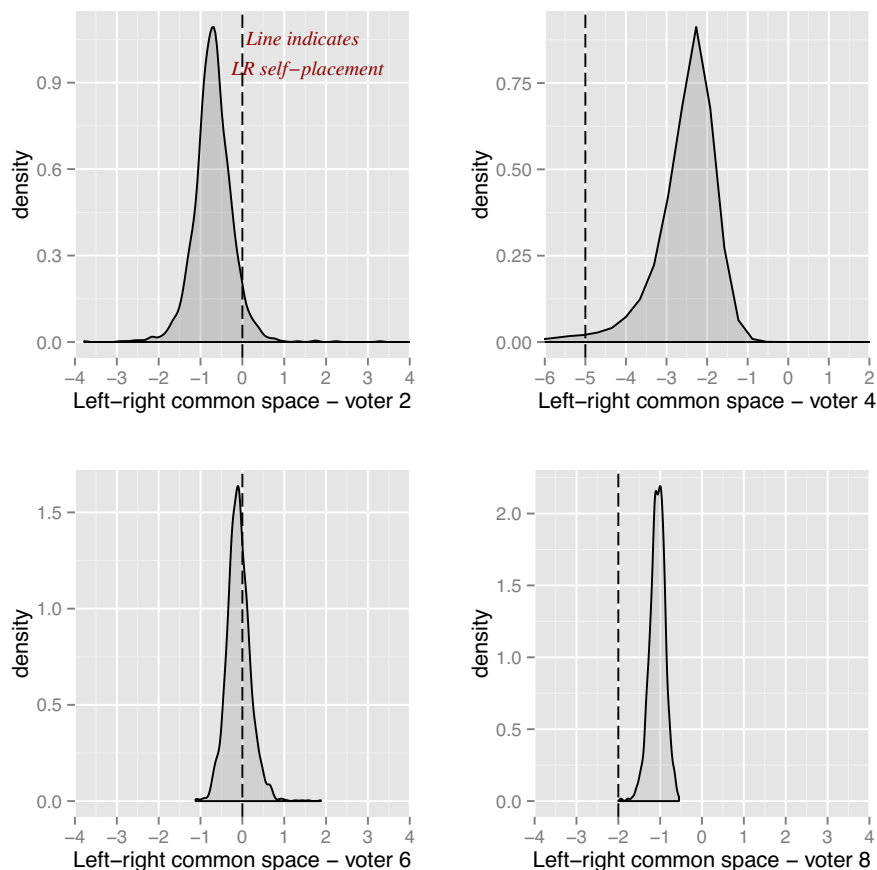 Line indicates
LR self−placement
density
0.9
0.6
0.3
0.0
−4 −3 −2 −1 0 1 2 3 4
Left−right common space − voter 2
density
0.75
0.50
0.25
0.00
−6 −5 −4 −3 −2 −1 0 1 2
Left−right common space − voter 4
density
1.5
1.0
0.5
0.0
−4 −3 −2 −1 0 1 2 3 4
Left−right common space − voter 6
density
2.0
1.5
1.0
0.5
0.0
−4 −3 −2 −1 0 1 2 3 4
Left−right common space − voter 8